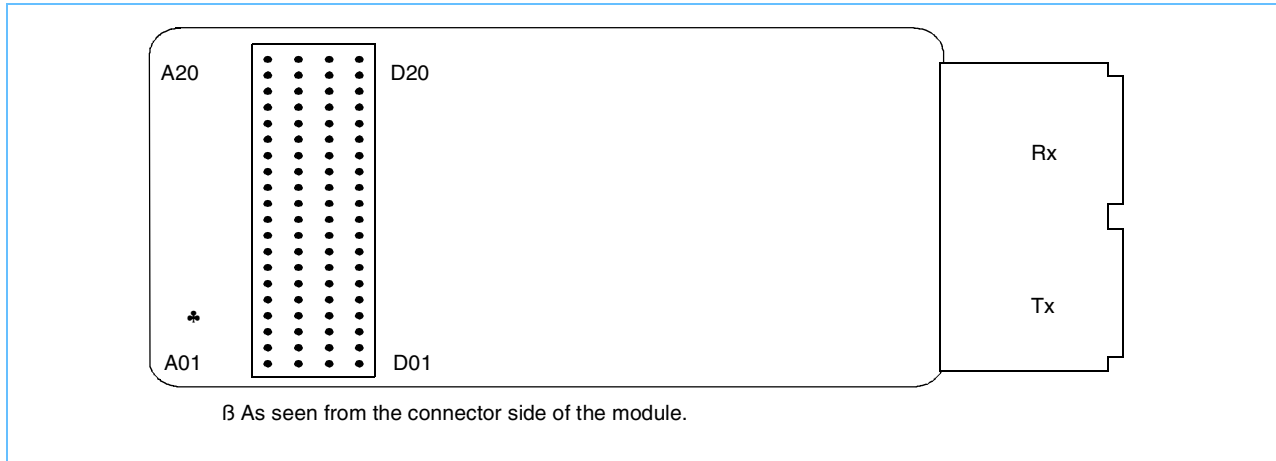 A20 D20
Rx
♣
Tx
A01 D01
ß As seen from the connector side of the module.